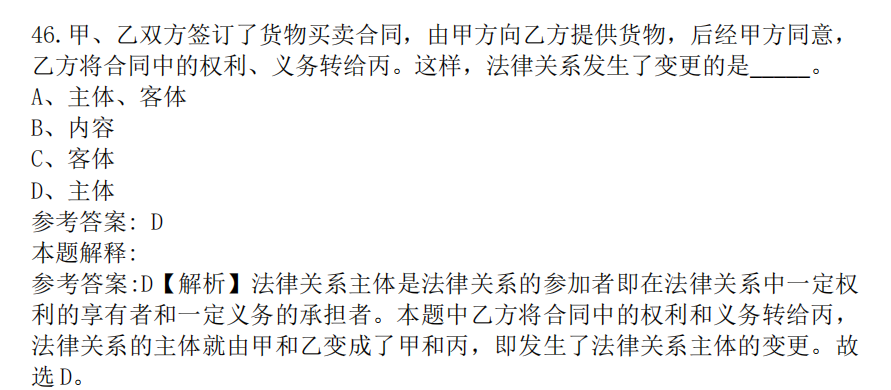 46.甲、乙双方签订了货物买卖合同，由甲方向乙方提供货物，后经甲方同意，
乙方将合同中的权利、义务转给丙。这样，法律关系发生了变更的是_____。
A、主体、客体
B、内容
C、客体
D、主体
参考答案: D
本题解释:
参考答案:D【解析】法律关系主体是法律关系的参加者即在法律关系中一定权
利的享有者和一定义务的承担者。本题中乙方将合同中的权利和义务转给丙，
法律关系的主体就由甲和乙变成了甲和丙，即发生了法律关系主体的变更。故
选 D。